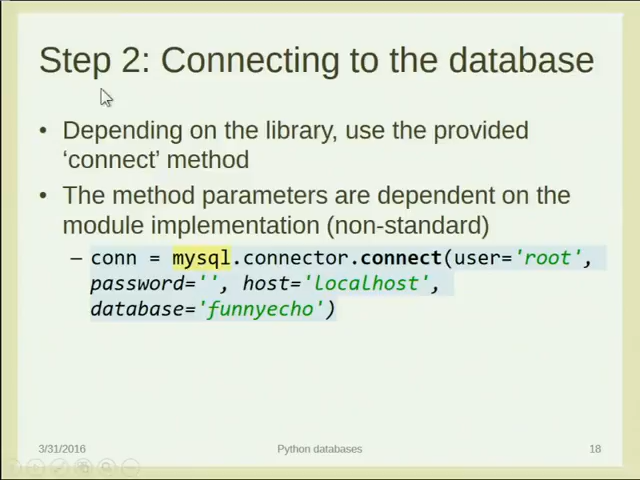 Step 2: Connecting to the database
• Depending on the library, use the provided
‘connect’ method
• The method parameters are dependent on the
module implementation (non-standard)
– conn = mysql.connector.connect(user='root',
password='', host='localhost',
database='funnyecho')
3/31/2016 Python databases 18